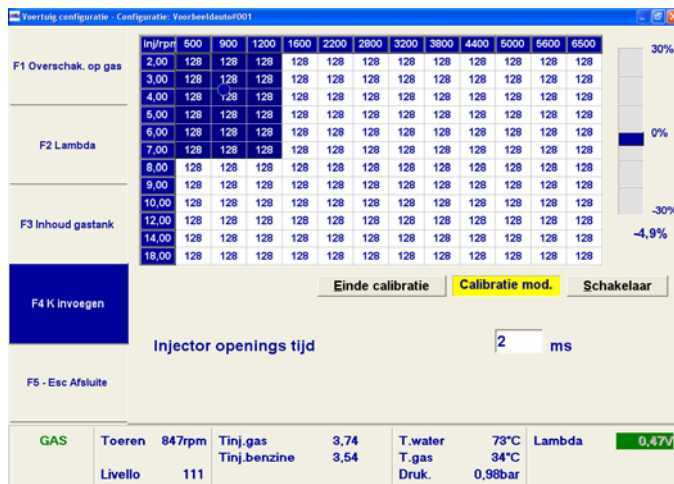 Voertuig configuratie - Configuratie: Voorbeeldauto#001
F1 Overschak. op gas
F2 Lambda
F3 Inhoud gastank
F4 K invoegen
F5 - Esc Afsluite
inj/rpm 500 900 1200 1600 2200 2800 3200 3800 4400 5000 5600 6500
2,00 128 128 128 128 128 128 128 128 128 128 128 128
3,00 128 128 128 128 128 128 128 128 128 128 128 128
4,00 128 128 128 128 128 128 128 128 128 128 128 128
5,00 128 128 128 128 128 128 128 128 128 128 128 128
6,00 128 128 128 128 128 128 128 128 128 128 128 128
7,00 128 128 128 128 128 128 128 128 128 128 128 128
8,00 128 128 128 128 128 128 128 128 128 128 128 128
9,00 128 128 128 128 128 128 128 128 128 128 128 128
10,00 128 128 128 128 128 128 128 128 128 128 128 128
12,00 128 128 128 128 128 128 128 128 128 128 128 128
14,00 128 128 128 128 128 128 128 128 128 128 128 128
18,00 128 128 128 128 128 128 128 128 128 128 128 128
30%
0%
-30%
-4,9%
Einde calibratie Calibratie mod. Schakelaar
Injector openings tijd 2 ms
GAS Toeren 847rpm Tinj.gas 3,74 T.water 73°C Lambda 0,47V
Tinj.benzine 3,54 T.gas 34°C
Livello 111 Druk. 0,98bar